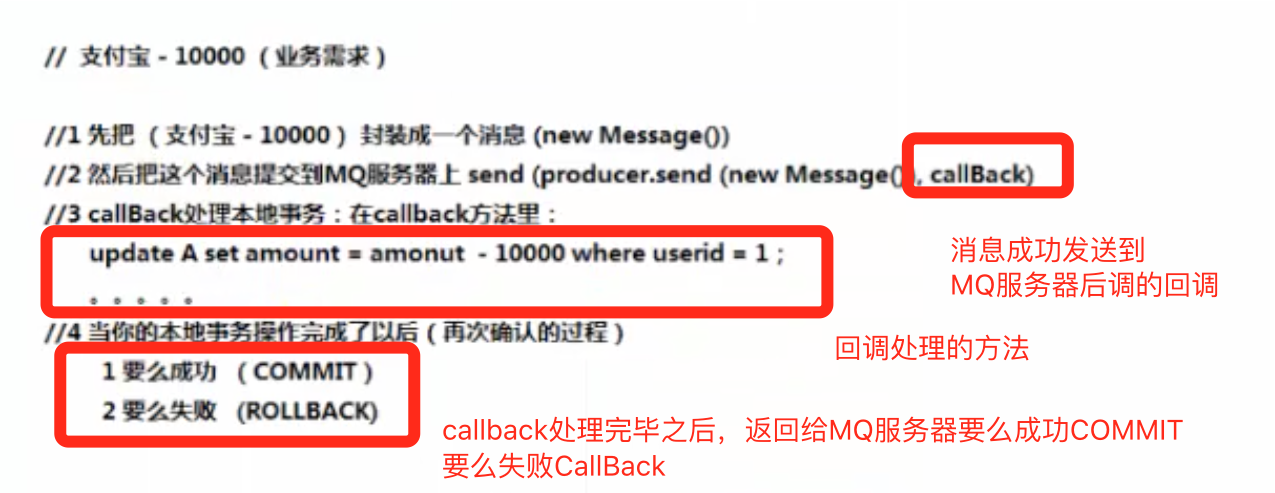 // 支付宝 - 10000 （业务需求）
//1 先把 （支付宝 - 10000） 封装成一个消息 (new Message())
//2 然后把这个消息提交到MQ服务器上 send (producer.send (new Message(), callBack)
//3 callBack处理本地事务：在callback方法里：
update A set amount = amonut - 10000 where userid = 1 ;
。。。。。
消息成功发送到
MQ服务器后调的回调
//4 当你的本地事务操作完成了以后（再次确认的过程）
回调处理的方法
1 要么成功 （COMMIT）
2 要么失败 (ROLLBACK)
callback处理完毕之后，返回给MQ服务器要么成功COMMIT
要么失败CallBack